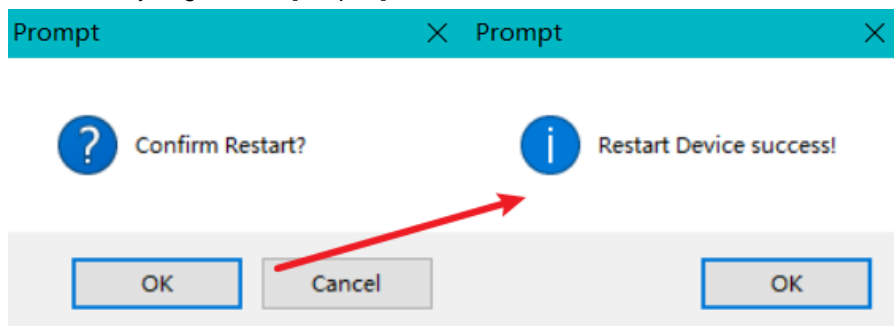 Prompt
Confirm Restart?
OK Cancel
Prompt
Restart Device success!
OK